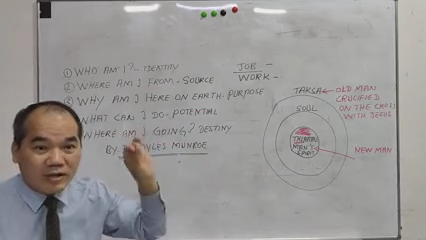 ① WHO AM I? - IDENTITY
② WHERE AM I FROM - SOURCE
③ WHY AM I HERE ON EARTH - PURPOSE
WHAT CAN I DO - POTENTIAL
WHERE AM I GOING? DESTINY
MUNROE
JOB -
WORK -
TAKSA
OLD MAN
CRUCIFIED
ON THE CROSS
WITH JESUS
SOUL
MAN'S
NEW MAN